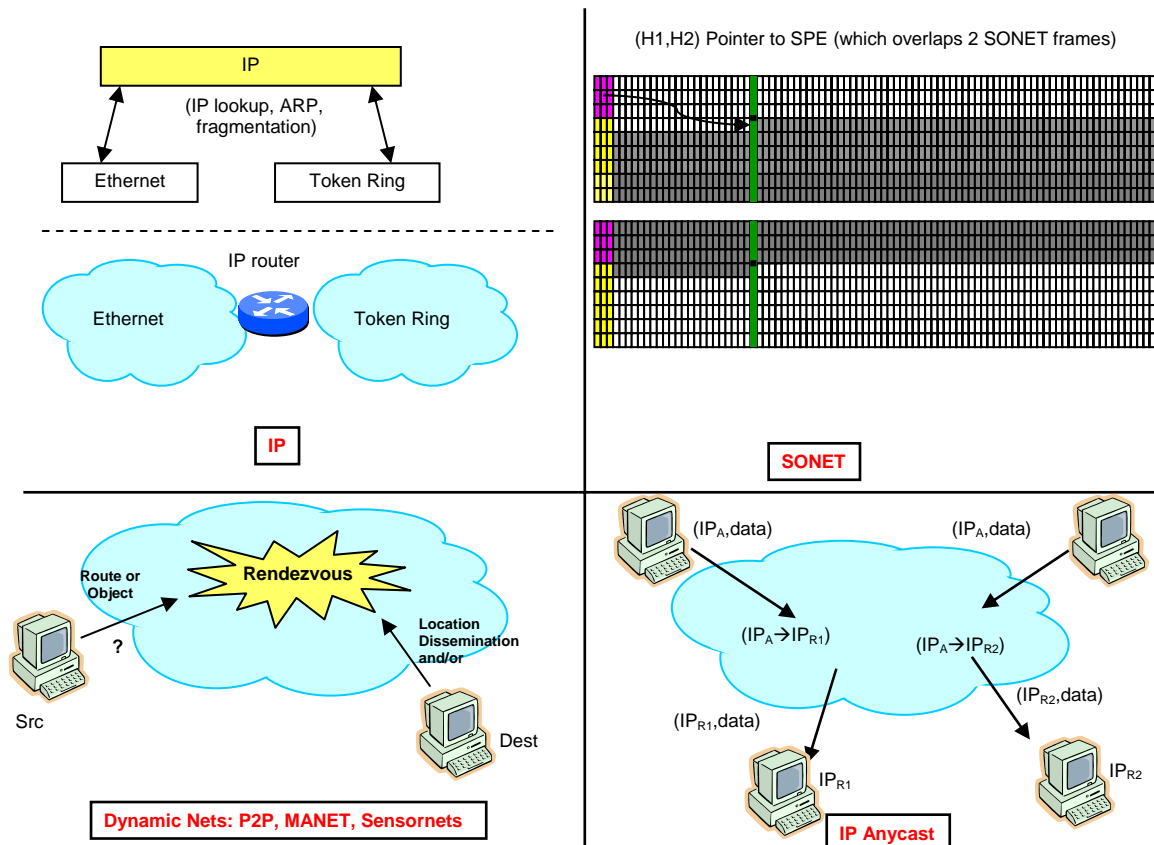 IP
(IP lookup, ARP,
fragmentation)
Ethernet
Token Ring
IP router
Ethernet
Token Ring
IP
(H1,H2) Pointer to SPE (which overlaps 2 SONET frames)
SONET
Rendezvous
Route or
Object
?
Location
Dissemination
and/or
Src
Dest
Dynamic Nets: P2P, MANET, Sensornets
(IPA,data)
(IPA,data)
(IPA→IPR1)
(IPA→IPR2)
(IPR1,data)
(IPR2,data)
IPR1
IPR2
IP Anycast